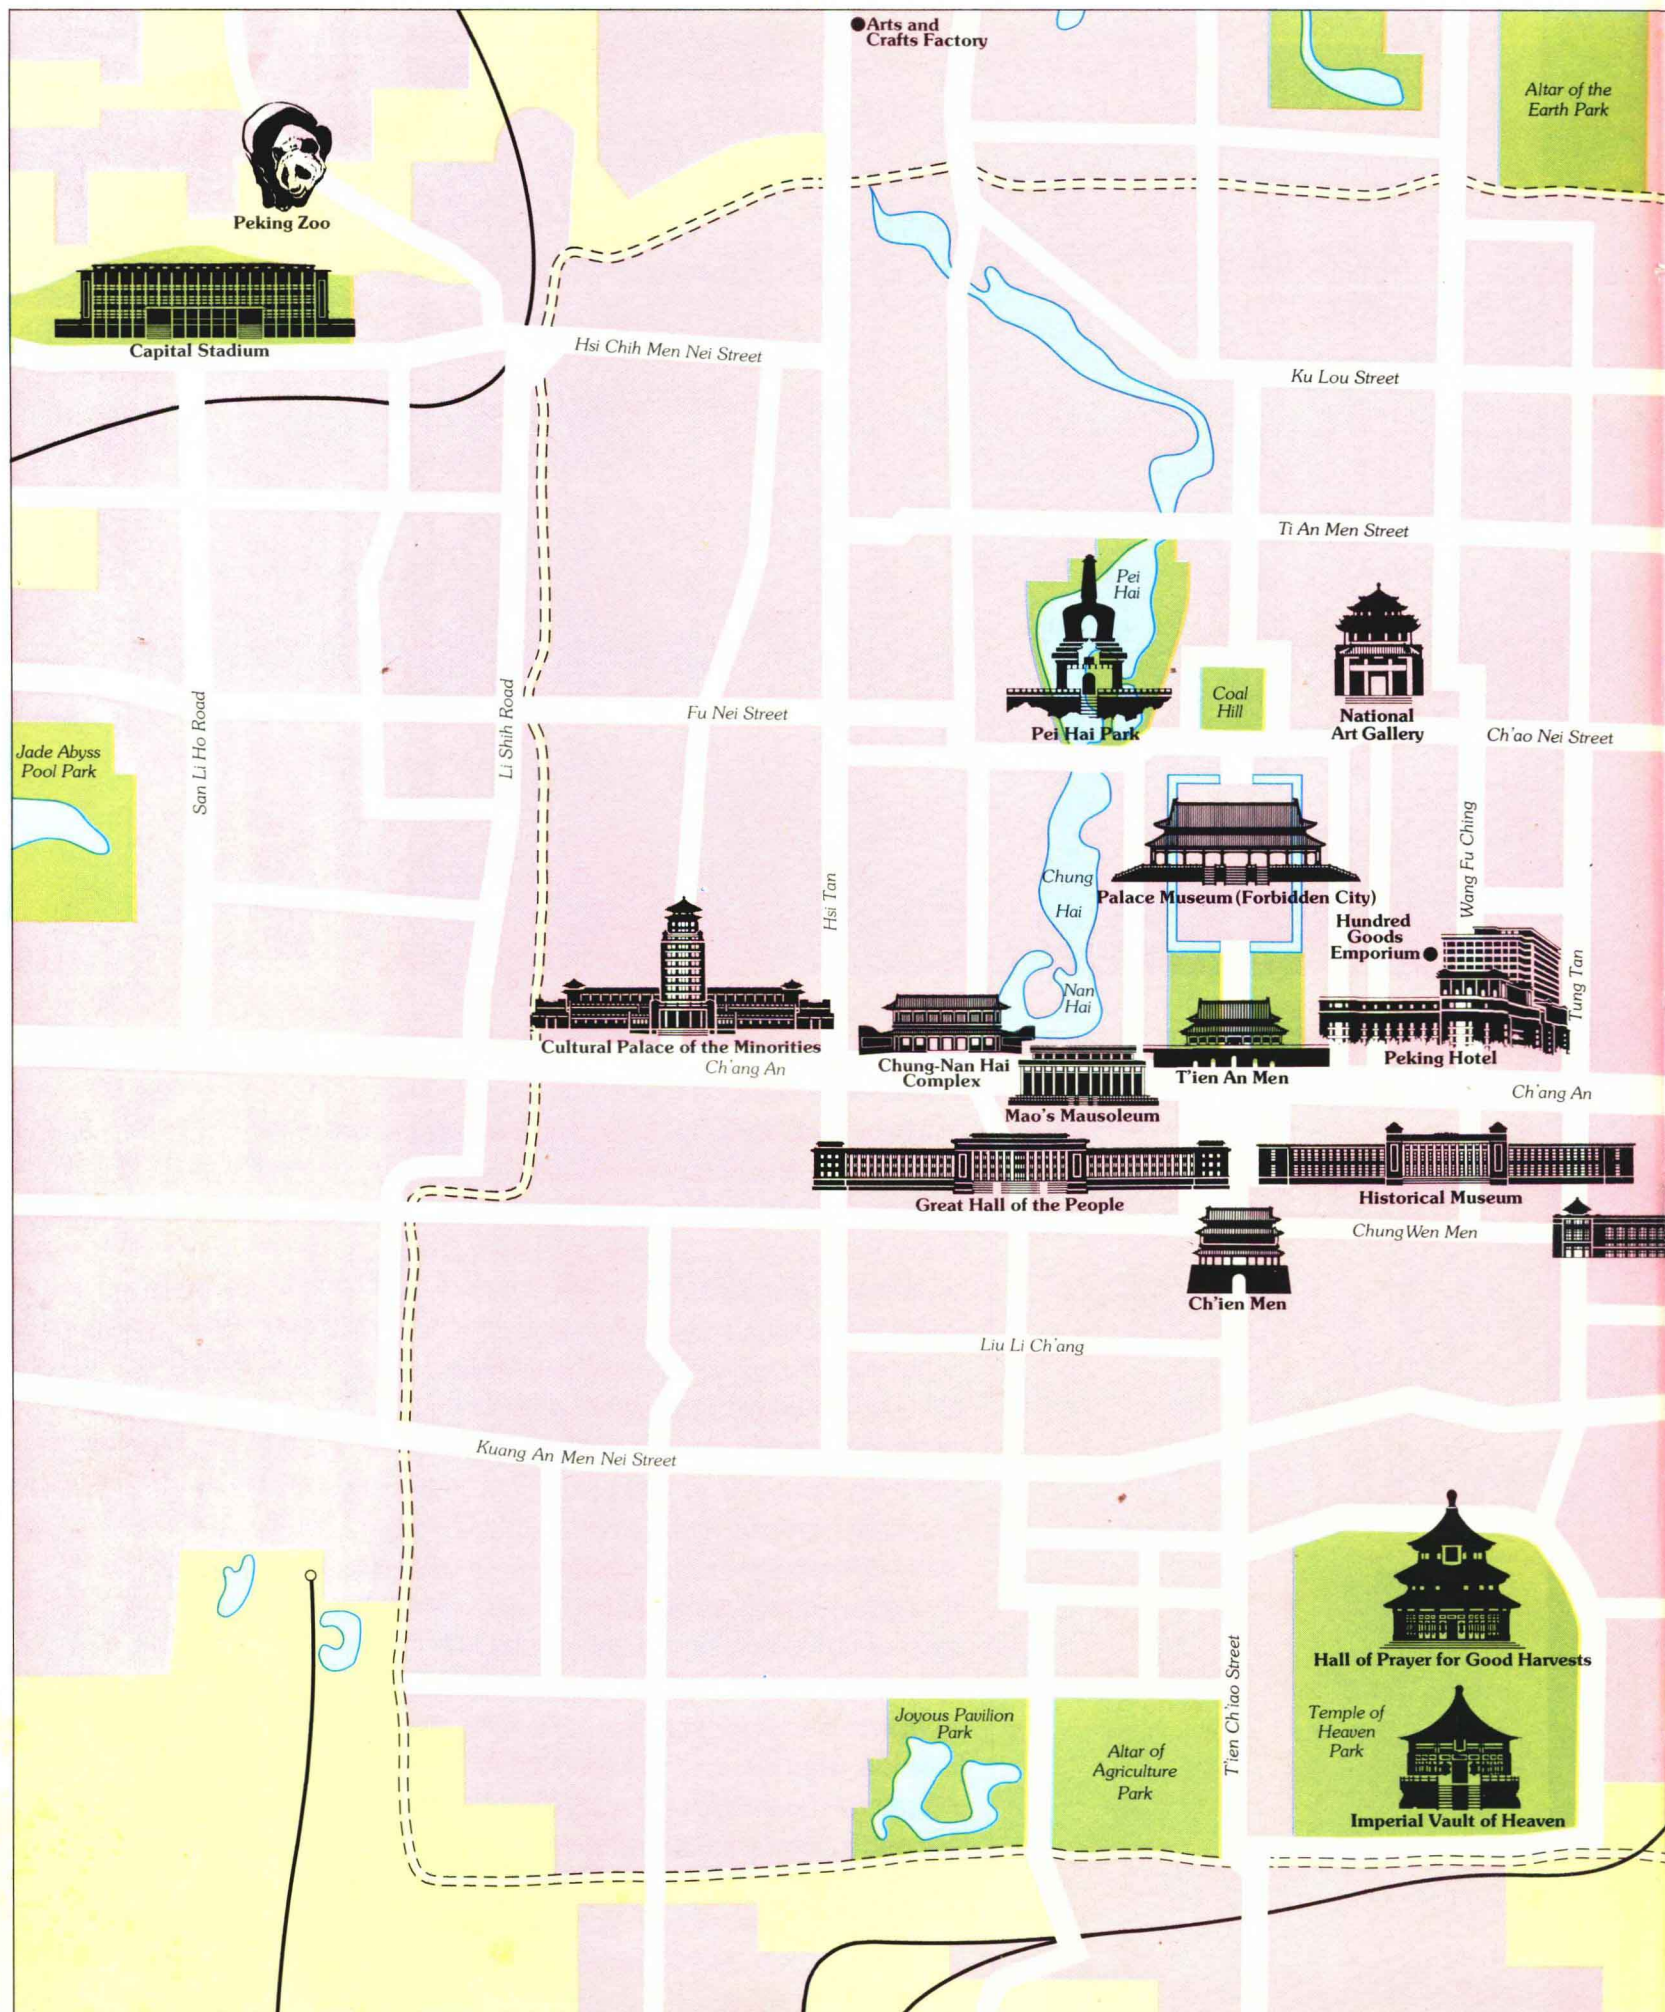 Arts and
Crafts Factory
Altar of the
Earth Park
Peking Zoo
Capital Stadium
Hsi Chih Men Nei Street
Ku Lou Street
Ti An Men Street
Pei
Hai
Coal
Hill
San Li Ho Road
Li Shih Road
Fu Nei Street
Pei Hai Park
National
Art Gallery
Ch'ao Nei Street
Jade Abyss
Pool Park
Hsi Tan
Chung
Hai
Palace Museum (Forbidden City)
Wang Fu Ching
Hundred
Goods
Emporium
Tung Tan
Nan
Hai
Cultural Palace of the Minorities
Ch'ang An
Chung-Nan Hai
Complex
T'ien An Men
Peking Hotel
Ch'ang An
Mao's Mausoleum
Great Hall of the People
Historical Museum
Chung Wen Men
Ch'ien Men
Liu Li Ch'ang
Kuang An Men Nei Street
Hall of Prayer for Good Harvests
Temple of
Heaven
Park
T'ien Ch'iao Street
Joyous Pavilion
Park
Altar of
Agriculture
Park
Imperial Vault of Heaven